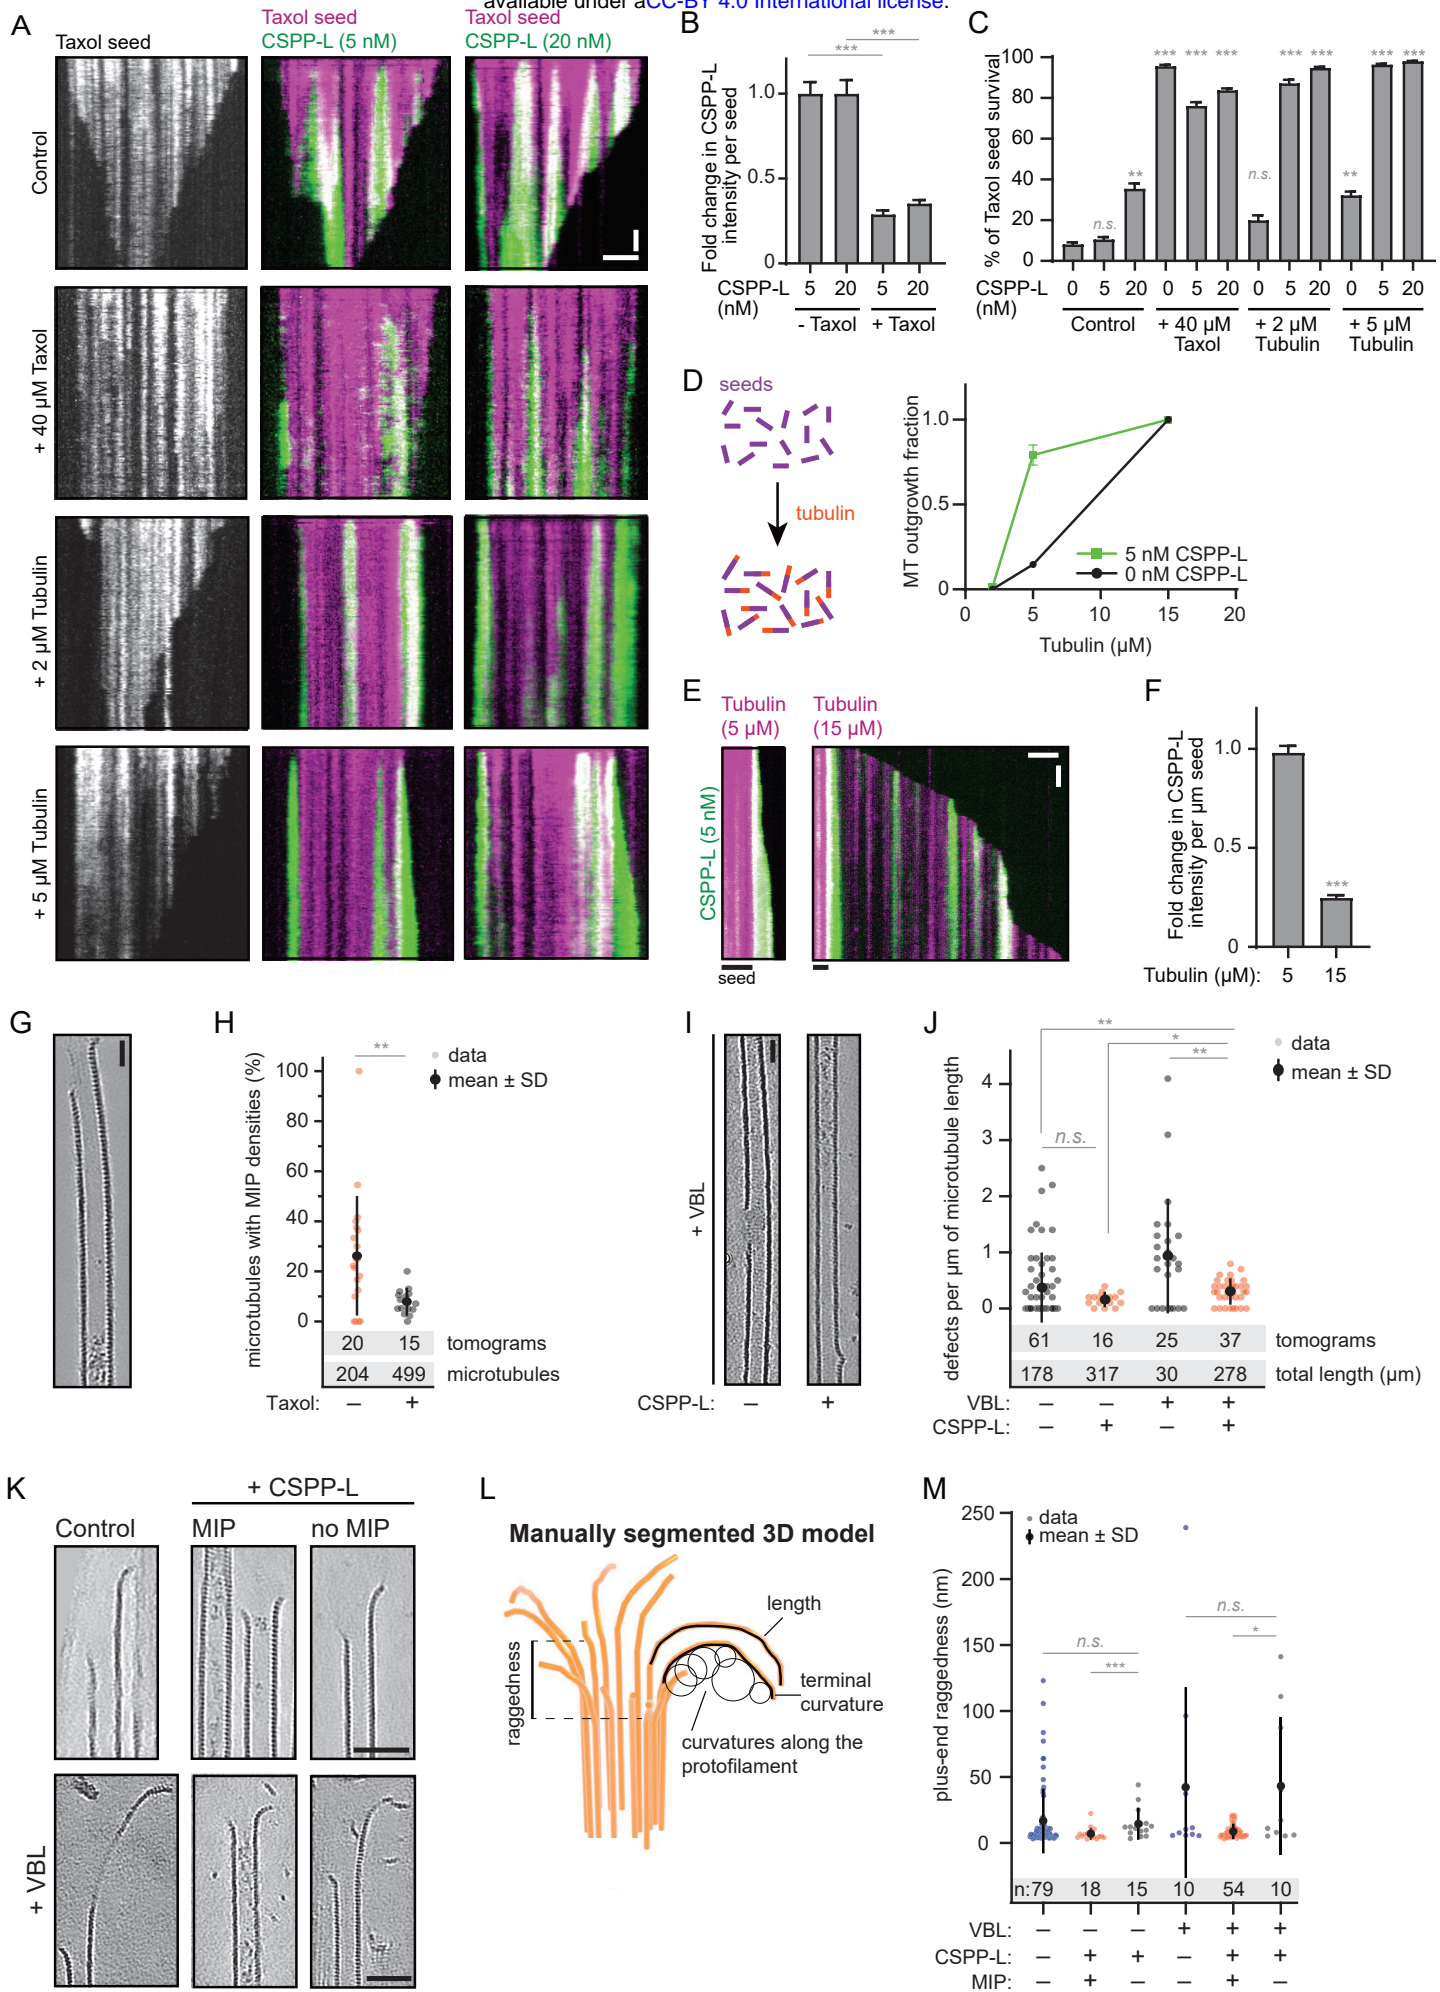 available under aCC-BY 4.0 International license.
A
Taxol seed
Taxol seed
CSPP-L (5 nM)
Taxol seed
CSPP-L (20 nM)
Control
+ 40 µM Taxol
+ 2 µM Tubulin
+ 5 µM Tubulin
B
***
***
Fold change in CSPP-L
intensity per seed
1.0
0.5
0
CSPP-L
(nM)
5 20 5 20
- Taxol + Taxol
C
% of Taxol seed survival
100
80
60
40
20
0
n.s.
**
*** *** ***
n.s.
*** ***
**
*** ***
CSPP-L
(nM)
0 5 20 0 5 20 0 5 20 0 5 20
Control
+ 40 µM
Taxol
+ 2 µM
Tubulin
+ 5 µM
Tubulin
D
seeds
tubulin
MT outgrowth fraction
1.0
0.5
0
5 nM CSPP-L
0 nM CSPP-L
0 5 10 15 20
Tubulin (µM)
E
Tubulin
(5 µM)
Tubulin
(15 µM)
CSPP-L (5 nM)
seed
F
Fold change in CSPP-L
intensity per µm seed
1.0
0.5
0
***
Tubulin (µM): 5 15
G
H
microtubules with MIP densities (%)
**
data
mean ± SD
100
80
60
40
20
0
20 15 tomograms
204 499 microtubules
Taxol: – +
I
+ VBL
CSPP-L: – +
J
defects per µm of microtubule length
**
*
**
n.s.
data
mean ± SD
4
3
2
1
0
61 16 25 37 tomograms
178 317 30 278 total length (µm)
VBL: – – + +
CSPP-L: – + – +
K
+ CSPP-L
Control
MIP
no MIP
+ VBL
L
Manually segmented 3D model
raggedness
length
terminal
curvature
curvatures along the
protofilament
M
plus-end raggedness (nm)
data
mean ± SD
250
200
150
100
50
0
n.s.
***
n.s.
*
n: 79 18 15 10 54 10
VBL: – – – + + +
CSPP-L: – + + – + +
MIP: – + – – + –